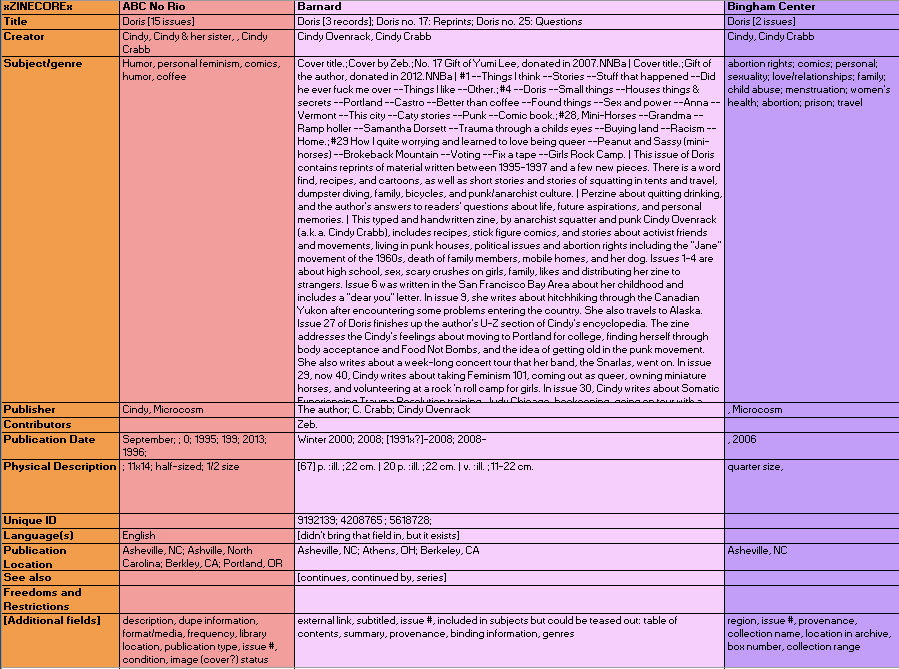 xZINECOREx
ABC No Rio
Barnard
Bingham Center
Title
Doris [15 issues]
Doris [3 records]; Doris no. 17: Reprints; Doris no. 25: Questions
Doris [2 issues]
Creator
Cindy, Cindy & her sister, , Cindy
Crabb
Cindy Ovenrack, Cindy Crabb
Cindy, Cindy Crabb
Subject/genre
Humor, personal feminism, comics,
humor, coffee
Cover title.;Cover by Zeb.;No. 17 Gift of Yumi Lee, donated in 2007.NNBa | Cover title.;Gift of
the author, donated in 2012.NNBa | #1 --Things I think --Stories --Stuff that happened --Did
he ever fuck me over --Things I like --Other.;#4 --Doris --Small things --Houses things &
secrets --Portland --Castro --Better than coffee --Found things --Sex and power --Anna --
Vermont --This city --Caty stories --Punk --Comic book.;#28, Mini-Horses --Grandma --
Ramp holler --Samantha Dorsett --Trauma through a childs eyes --Buying land --Racism --
Home.;#29 How I quite worrying and learned to love being queer --Peanut and Sassy (mini-
horses) --Brokeback Mountain --Voting --Fix a tape --Girls Rock Camp. | This issue of Doris
contains reprints of material written between 1995-1997 and a few new pieces. There is a word
find, recipes, and cartoons, as well as short stories and stories of squatting in tents and travel,
dumpster diving, family, bicycles, and punk/anarchist culture. | Perzine about quitting drinking,
and the author's answers to readers' questions about life, future aspirations, and personal
memories. | This typed and handwritten zine, by anarchist squatter and punk Cindy Ovenrack
(a.k.a. Cindy Crabb), includes recipes, stick figure comics, and stories about activist friends
and movements, living in punk houses, political issues and abortion rights including the "Jane"
movement of the 1960s, death of family members, mobile homes, and her dog. Issues 1-4 are
about high school, sex, scary crushes on girls, family, likes and distributing her zine to
strangers. Issue 6 was written in the San Francisco Bay Area about her childhood and
includes a "dear you" letter. In issue 9, she writes about hitchhiking through the Canadian
Yukon after encountering some problems entering the country. She also travels to Alaska.
Issue 27 of Doris finishes up the author's U-Z section of Cindy's encyclopedia. The zine
addresses the Cindy's feelings about moving to Portland for college, finding herself through
body acceptance and Food Not Bombs, and the idea of getting old in the punk movement.
She also writes about a week-long concert tour that her band, the Snarlas, went on. In issue
29, now 40, Cindy writes about taking Feminism 101, coming out as queer, owning miniature
horses, and volunteering at a rock 'n roll camp for girls. In issue 30, Cindy writes about Somatic
Experiencing Trauma Resolution training, Judy Chicago, beekeeping, going on tour with a
abortion rights; comics; personal;
sexuality; love/relationships; family;
child abuse; menstruation; women's
health; abortion; prison; travel
Publisher
Cindy, Microcosm
The author; C. Crabb; Cindy Ovenrack
, Microcosm
Contributors
Zeb.
Publication Date
September; ; 0; 1995; 199; 2013;
1996;
Winter 2000; 2008; [1991x?]-2008; 2008-
, 2006
Physical Description
; 11x14; half-sized; 1/2 size
[67] p. :ill. ;22 cm. | 20 p. :ill. ;22 cm. | v. :ill. ;11-22 cm.
quarter size,
Unique ID
9192139; 4208765 ; 5618728;
Language(s)
English
[didn't bring that field in, but it exists]
Publication
Location
Asheville, NC; Ashville, North
Carolina; Berkley, CA; Portland, OR
Asheville, NC; Athens, OH; Berkeley, CA
Asheville, NC
See also
[continues, continued by, series]
Freedoms and
Restrictions
[Additional fields]
description, dupe information,
format/media, frequency, library
location, publication type, issue #,
condition, image (cover?) status
external link, subtitled, issue #, included in subjects but could be teased out: table of
contents, summary, provenance, binding information, genres
region, issue #, provenance,
collection name, location in archive,
box number, collection range